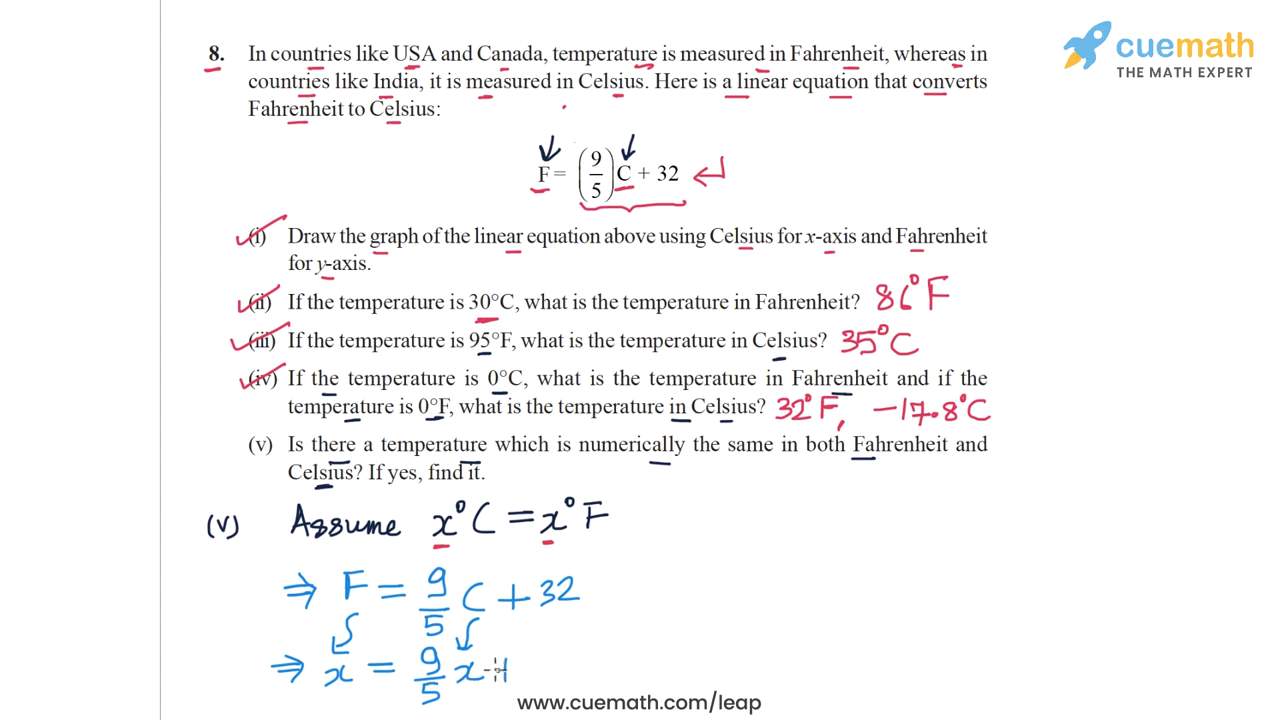 cuemath
THE MATH EXPERT
8. In countries like USA and Canada, temperature is measured in Fahrenheit, whereas in
countries like India, it is measured in Celsius. Here is a linear equation that converts
Fahrenheit to Celsius:
F = (9/5) C + 32
(i) Draw the graph of the linear equation above using Celsius for x-axis and Fahrenheit
for y-axis.
(ii) If the temperature is 30°C, what is the temperature in Fahrenheit? 86°F
(iii) If the temperature is 95°F, what is the temperature in Celsius? 35°C
(iv) If the temperature is 0°C, what is the temperature in Fahrenheit and if the
temperature is 0°F, what is the temperature in Celsius? 32°F, -17.8°C
(v) Is there a temperature which is numerically the same in both Fahrenheit and
Celsius? If yes, find it.
(v) Assume x°C = x°F
⇒ F = 9/5 C + 32
⇒ x = 9/5 x
www.cuemath.com/leap